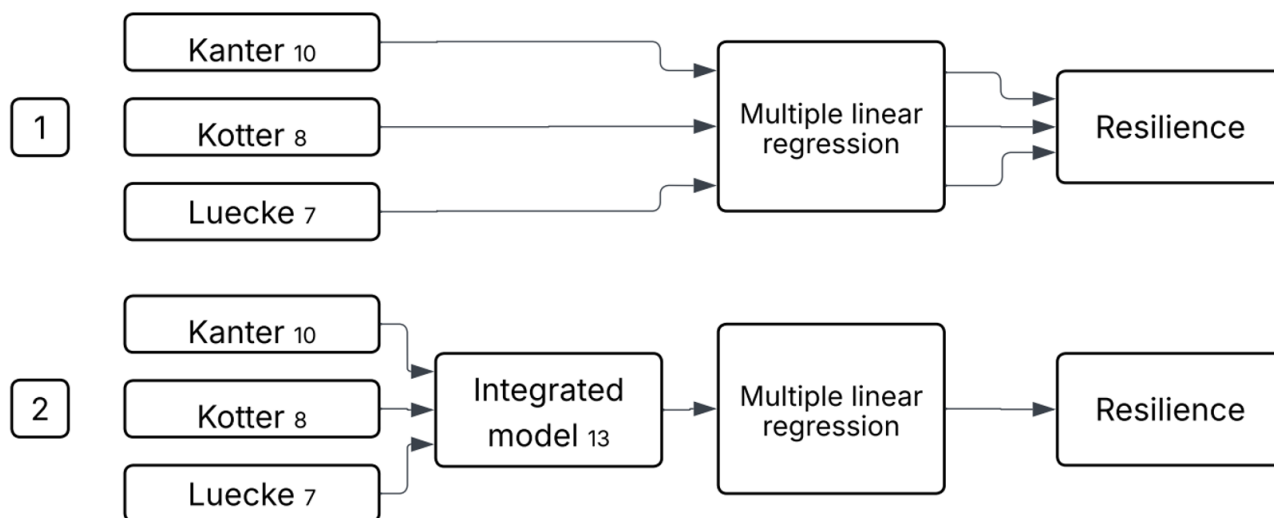 Kanter 10
1
Kotter 8
Luecke 7
Multiple linear
regression
Resilience
Kanter 10
2
Kotter 8
Luecke 7
Integrated
model 13
Multiple linear
regression
Resilience